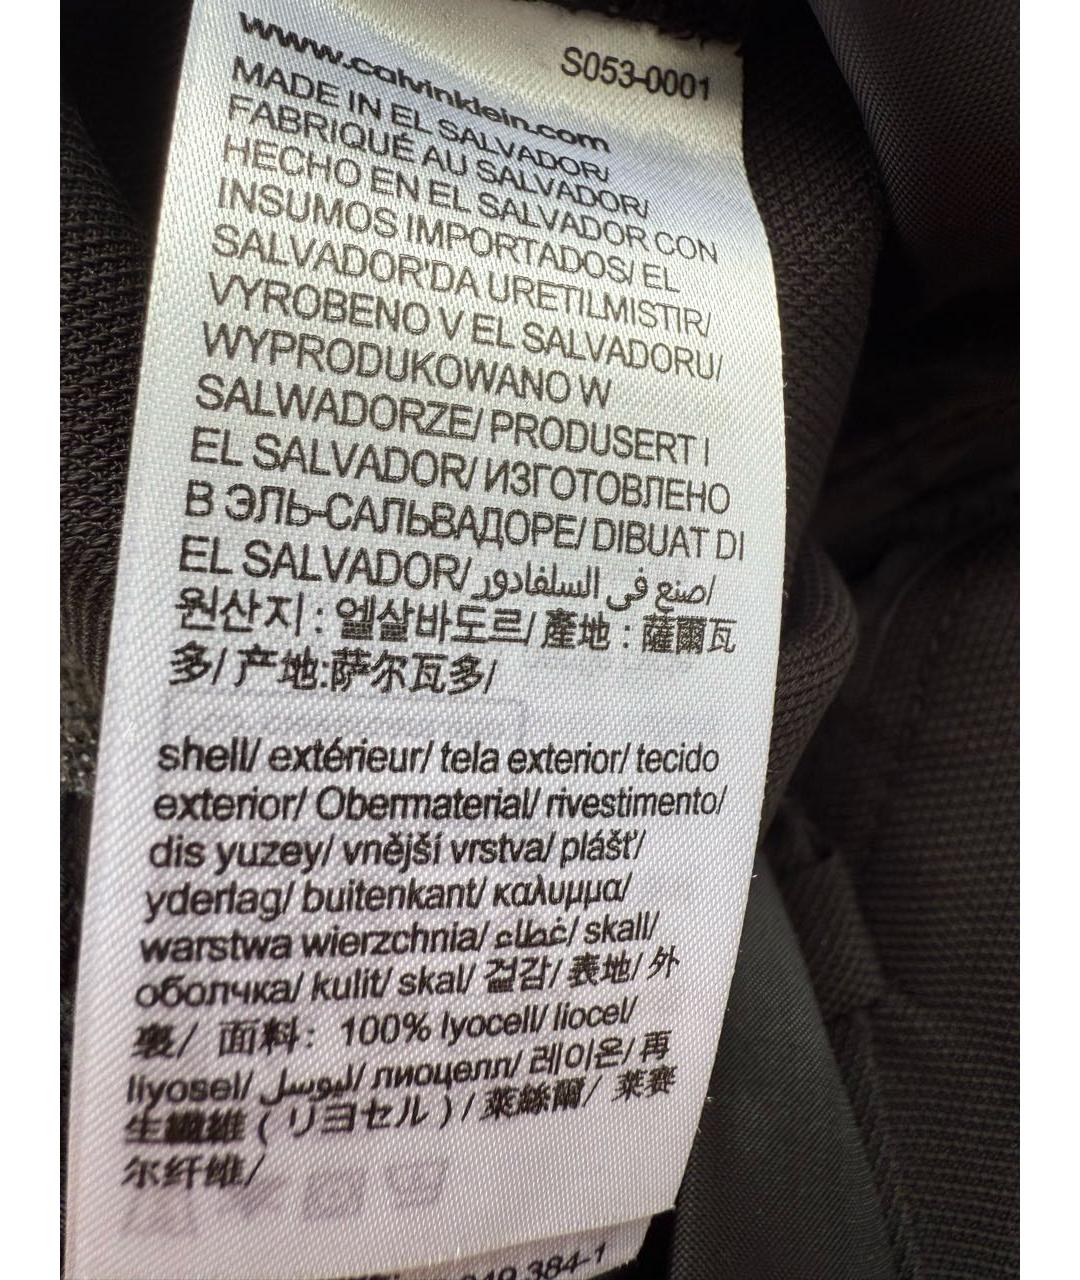 www.calvinklein.com
S053-0001
MADE IN EL SALVADOR/
FABRIQUÉ AU SALVADOR/
HECHO EN EL SALVADOR CON
INSUMOS IMPORTADOS/ EL
SALVADOR'DA URETILMISTIR/
VYROBENO V EL SALVADORU/
WYPRODUKOWANO W
SALWADORZE/ PRODUSERT I
EL SALVADOR/ ИЗГОТОВЛЕНО
В ЭЛЬ-САЛЬВАДОРЕ/ DIBUAT DI
EL SALVADOR/ صنع في السلفادور/
원산지 : 엘살바도르/ 產地 : 薩爾瓦
多/ 产地:萨尔瓦多/
shell/ extérieur/ tela exterior/ tecido
exterior/ Obermaterial/ rivestimento/
dis yuzey/ vnější vrstva/ plášť/
yderlag/ buitenkant/ καλυμμα/
warstwa wierzchnia/ غطاء/ skall/
оболчка/ kulit/ skal/ 겉감/ 表地/ 外
裏/ 面料: 100% lyocell/ liocel/
liyosel/ ليوسل/ лиоцелл/ 레이온/ 再
生繊維 ( リヨセル ) / 萊絲爾/ 莱赛
尔纤维/
384-1